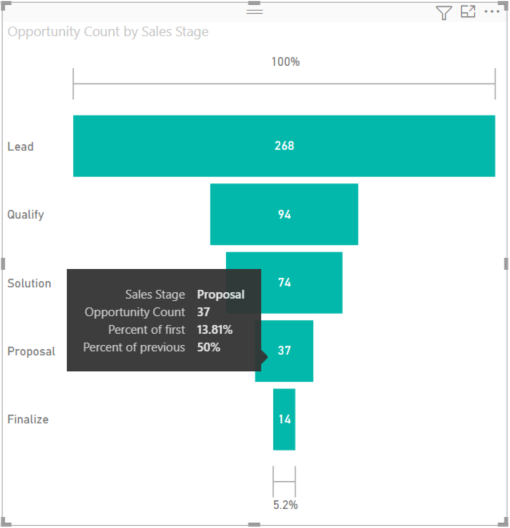 Opportunity Count by Sales Stage
100%
Lead 268
Qualify 94
Solution 74
Sales Stage Proposal
Opportunity Count 37
Percent of first 13.81%
Percent of previous 50%
Proposal 37
Finalize 14
5.2%